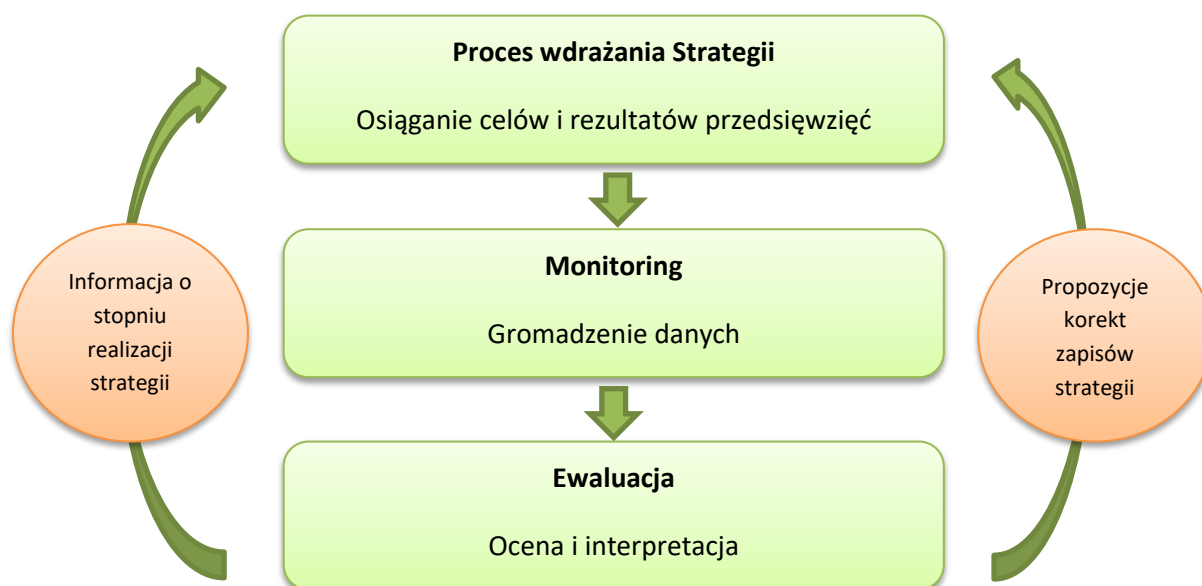 Proces wdrażania Strategii
Osiąganie celów i rezultatów przedsięwzięć
Informacja o
stopniu
realizacji
strategii
Monitoring
Gromadzenie danych
Propozycje
korekt
zapisów
strategii
Ewaluacja
Ocena i interpretacja